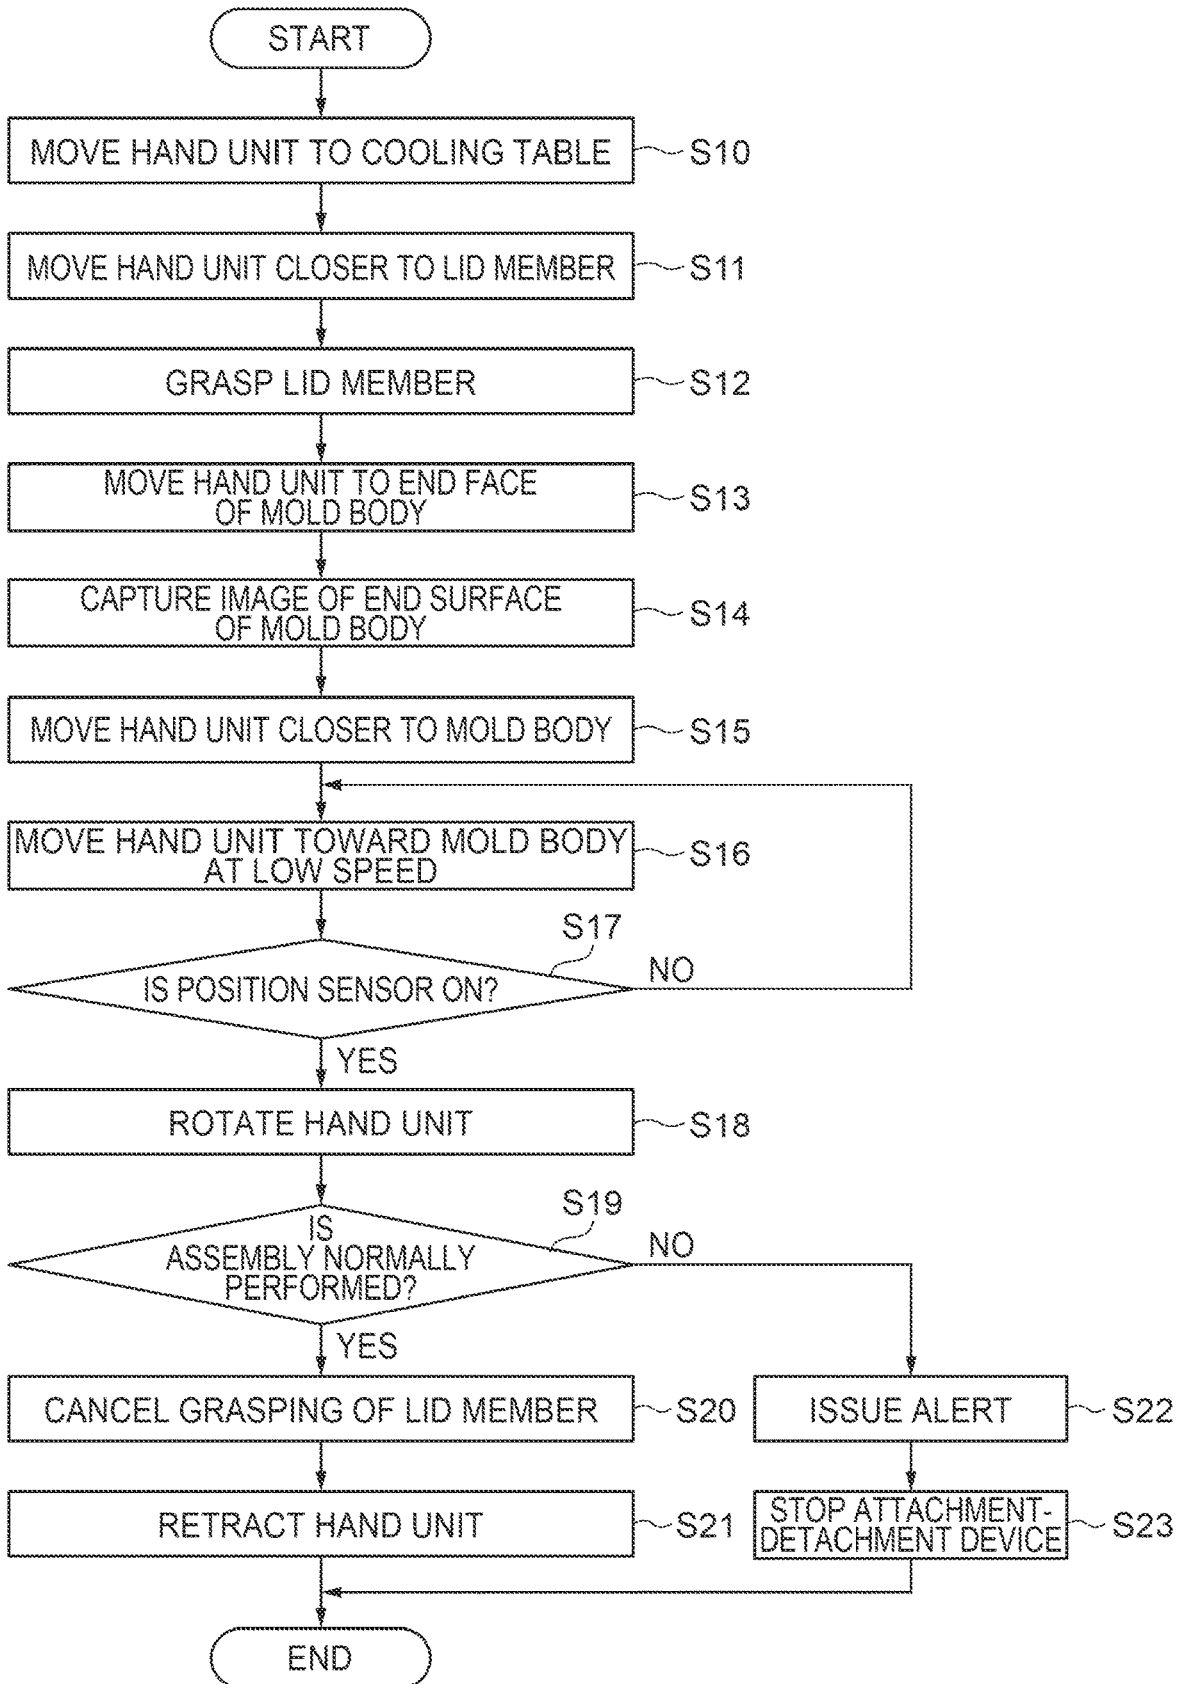 START
MOVE HAND UNIT TO COOLING TABLE
S10
MOVE HAND UNIT CLOSER TO LID MEMBER
S11
GRASP LID MEMBER
S12
MOVE HAND UNIT TO END FACE
OF MOLD BODY
S13
CAPTURE IMAGE OF END SURFACE
OF MOLD BODY
S14
MOVE HAND UNIT CLOSER TO MOLD BODY
S15
MOVE HAND UNIT TOWARD MOLD BODY
AT LOW SPEED
S16
S17
IS POSITION SENSOR ON?
NO
YES
ROTATE HAND UNIT
S18
S19
IS
ASSEMBLY NORMALLY
PERFORMED?
NO
YES
CANCEL GRASPING OF LID MEMBER
S20
ISSUE ALERT
S22
RETRACT HAND UNIT
S21
STOP ATTACHMENT-
DETACHMENT DEVICE
S23
END